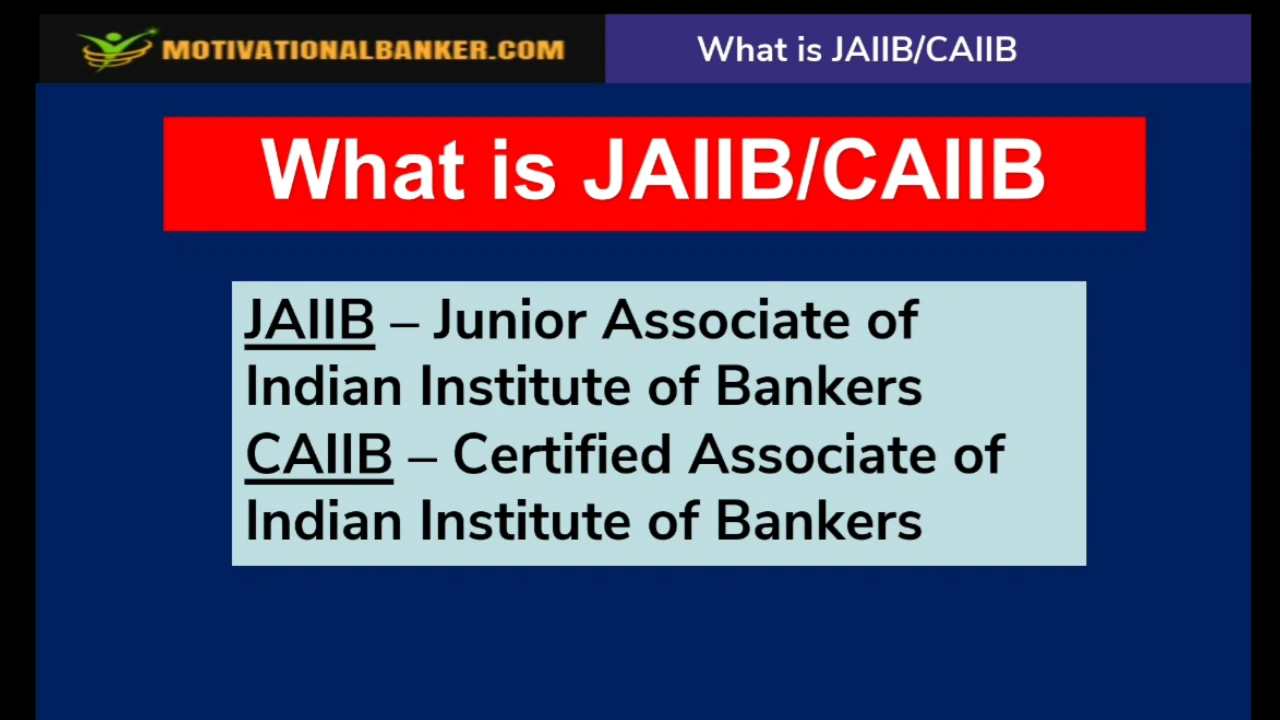 MOTIVATIONALBANKER.COM
What is JAIIB/CAIIB
What is JAIIB/CAIIB
JAIIB – Junior Associate of
Indian Institute of Bankers
CAIIB – Certified Associate of
Indian Institute of Bankers